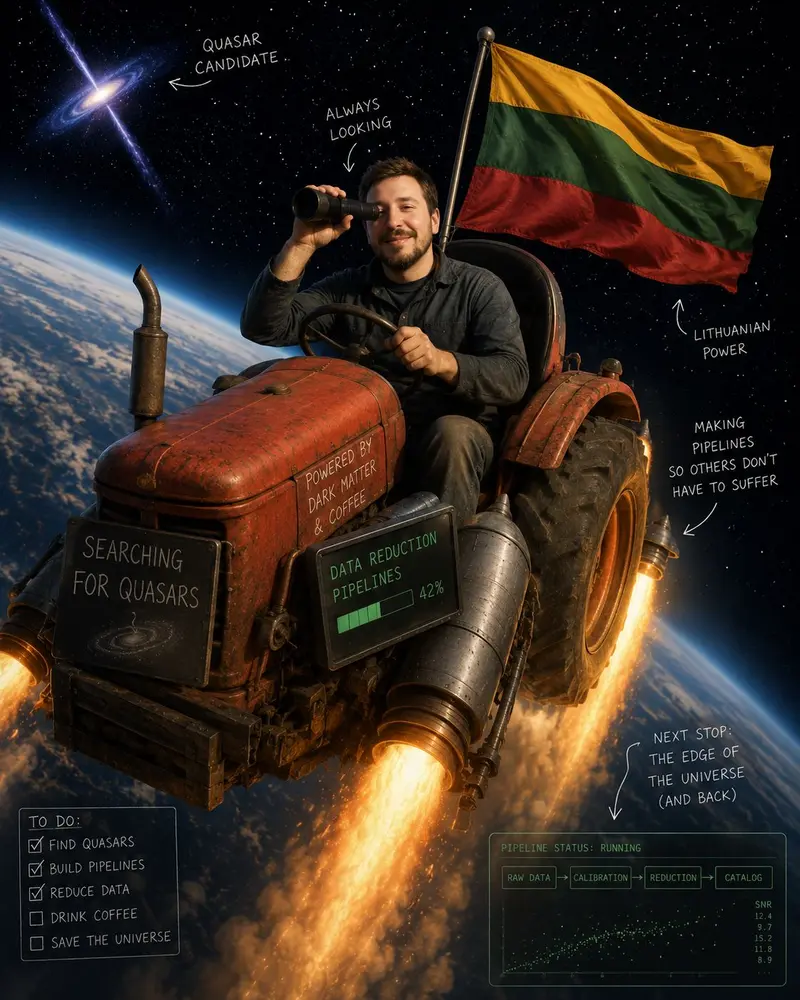 QUASAR
CANDIDATE
ALWAYS
LOOKING
LITHUANIAN
POWER
MAKING
PIPELINES
SO OTHERS DON'T
HAVE TO SUFFER
POWERED BY
DARK MATTER
& COFFEE
SEARCHING
FOR QUASARS
DATA REDUCTION
PIPELINES
42%
NEXT STOP:
THE EDGE OF
THE UNIVERSE
(AND BACK)
TO DO:
FIND QUASARS
BUILD PIPELINES
REDUCE DATA
DRINK COFFEE
SAVE THE UNIVERSE
PIPELINE STATUS: RUNNING
RAW DATA → CALIBRATION → REDUCTION → CATALOG
SNR
12.4
9.7
15.2
11.8
8.9
...